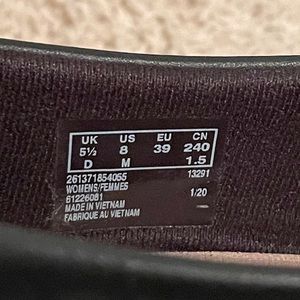 UK US EU CN
5½ 8 39 240
D M 1.5
261371854055 13291
WOMENS/FEMMES
61226081 1/20
MADE IN VIETNAM
FABRIQUE AU VIETNAM